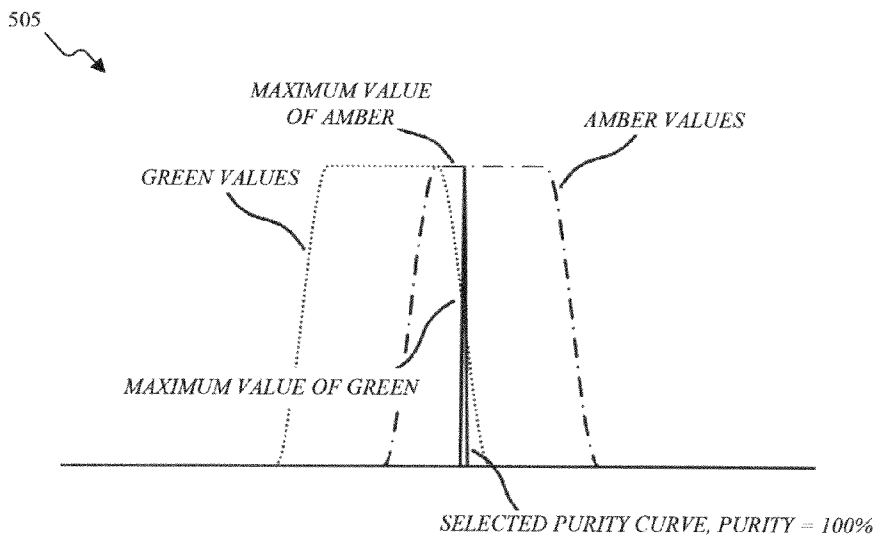 505
MAXIMUM VALUE
OF AMBER
AMBER VALUES
GREEN VALUES
MAXIMUM VALUE OF GREEN
SELECTED PURITY CURVE, PURITY = 100%